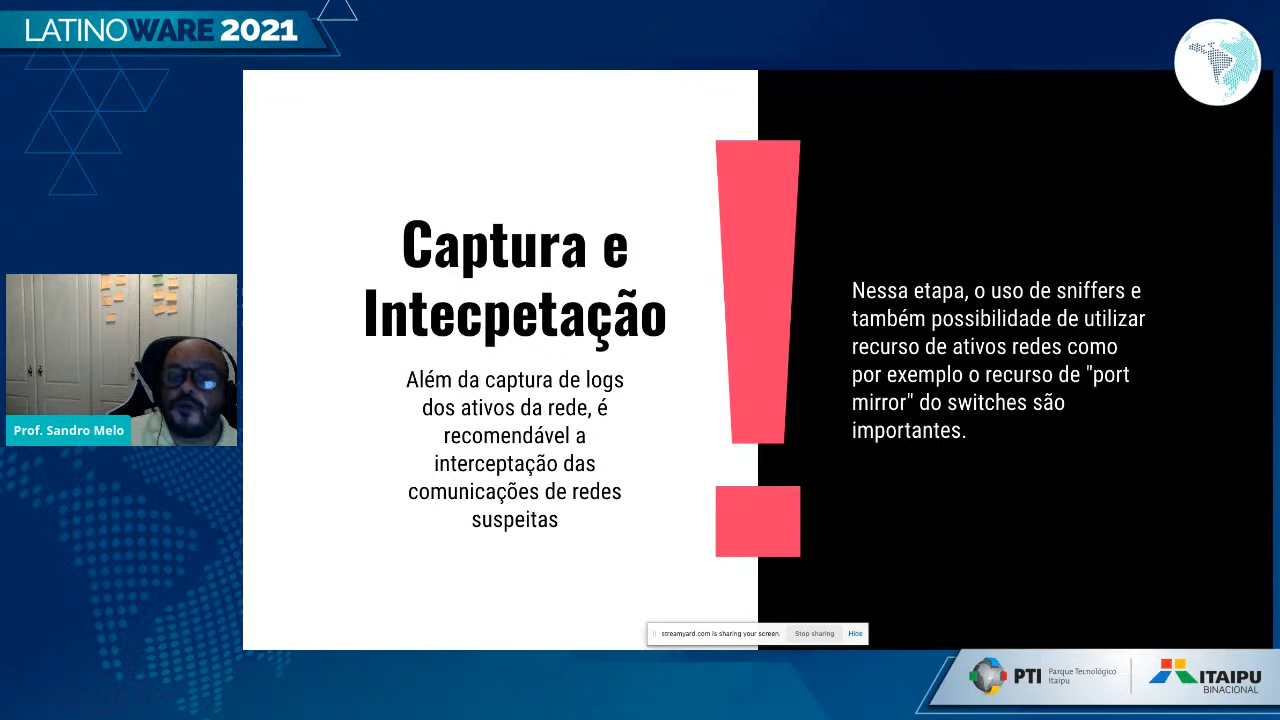 LATINOWARE 2021
Captura e
Intecpetação
Além da captura de logs
dos ativos da rede, é
recomendável a
interceptação das
comunicações de redes
suspeitas
Nessa etapa, o uso de sniffers e
também possibilidade de utilizar
recurso de ativos redes como
por exemplo o recurso de "port
mirror" do switches são
importantes.
Prof. Sandro Melo
streamyard.com is sharing your screen.
Stop sharing
Hide
PTI
Parque Tecnológico
Itaipu
ITAIPU
BINACIONAL